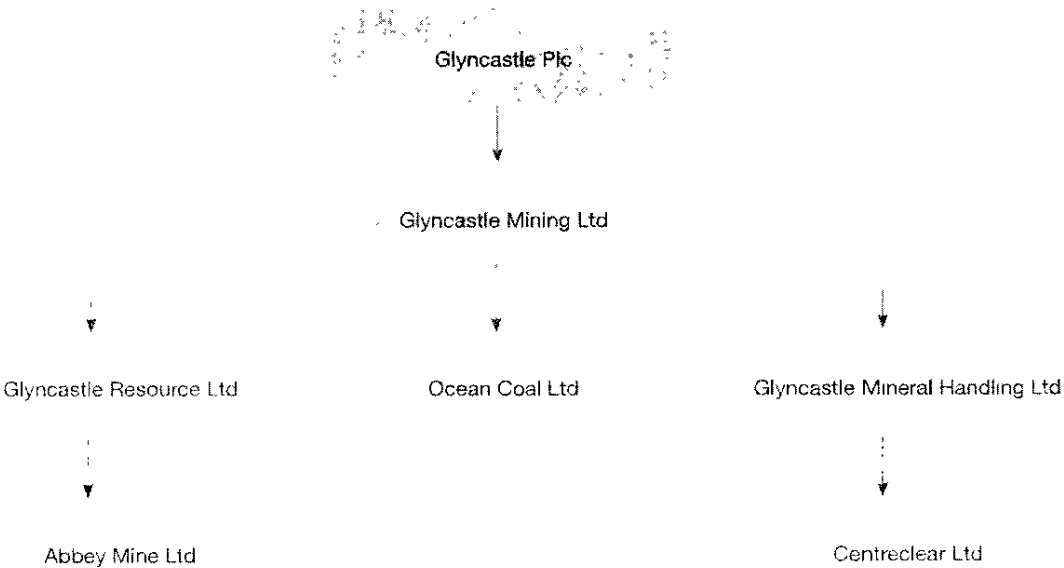 Glyncastle Plc
Glyncastle Mining Ltd
Glyncastle Resource Ltd
Ocean Coal Ltd
Glyncastle Mineral Handling Ltd
Abbey Mine Ltd
Centreclear Ltd